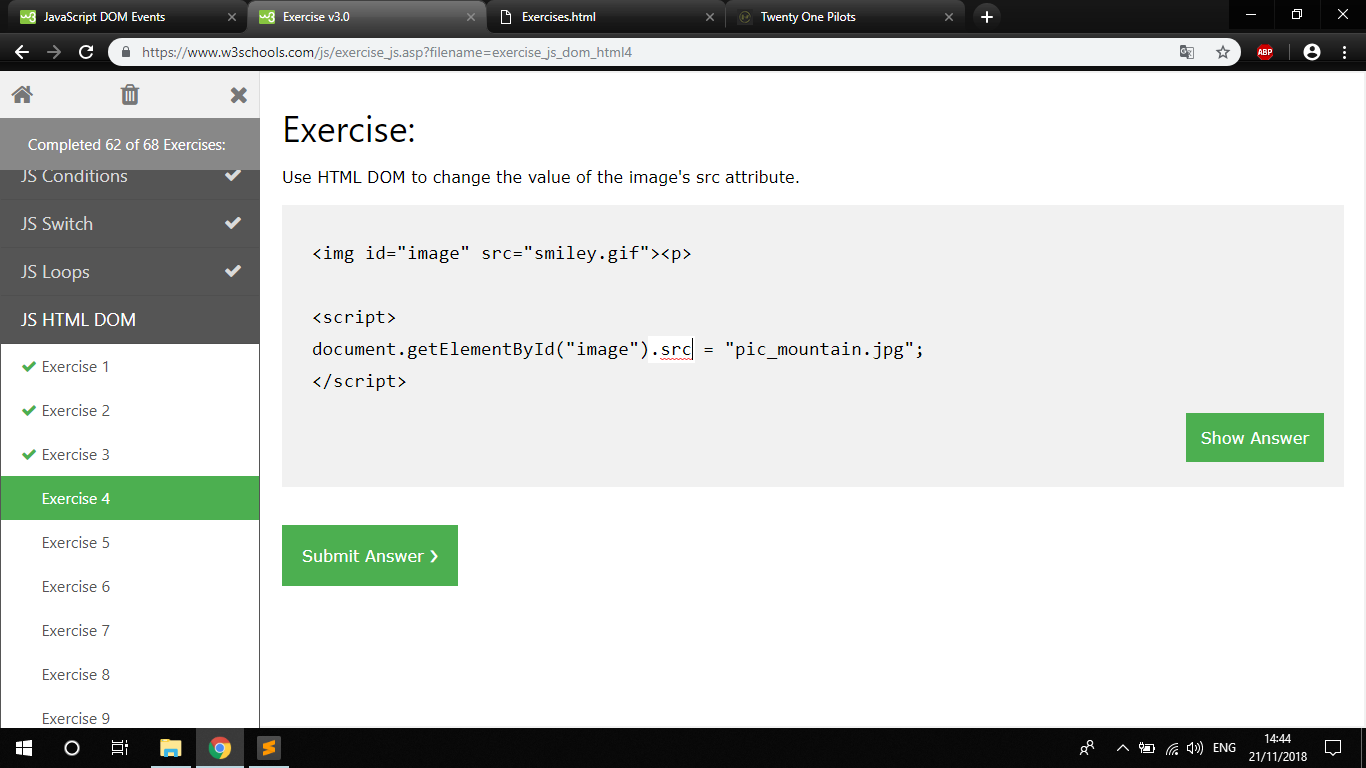 JavaScript DOM Events
Exercise v3.0
Exercises.html
Twenty One Pilots
https://www.w3schools.com/js/exercise_js.asp?filename=exercise_js_dom_html4
ABP
Completed 62 of 68 Exercises:
JS Conditions
JS Switch
JS Loops
JS HTML DOM
Exercise 1
Exercise 2
Exercise 3
Exercise 4
Exercise 5
Exercise 6
Exercise 7
Exercise 8
Exercise 9
Exercise:
Use HTML DOM to change the value of the image's src attribute.
<img id="image" src="smiley.gif"><p>
<script>
document.getElementById("image").src = "pic_mountain.jpg";
</script>
Show Answer
Submit Answer ❯
ENG
14:44
21/11/2018